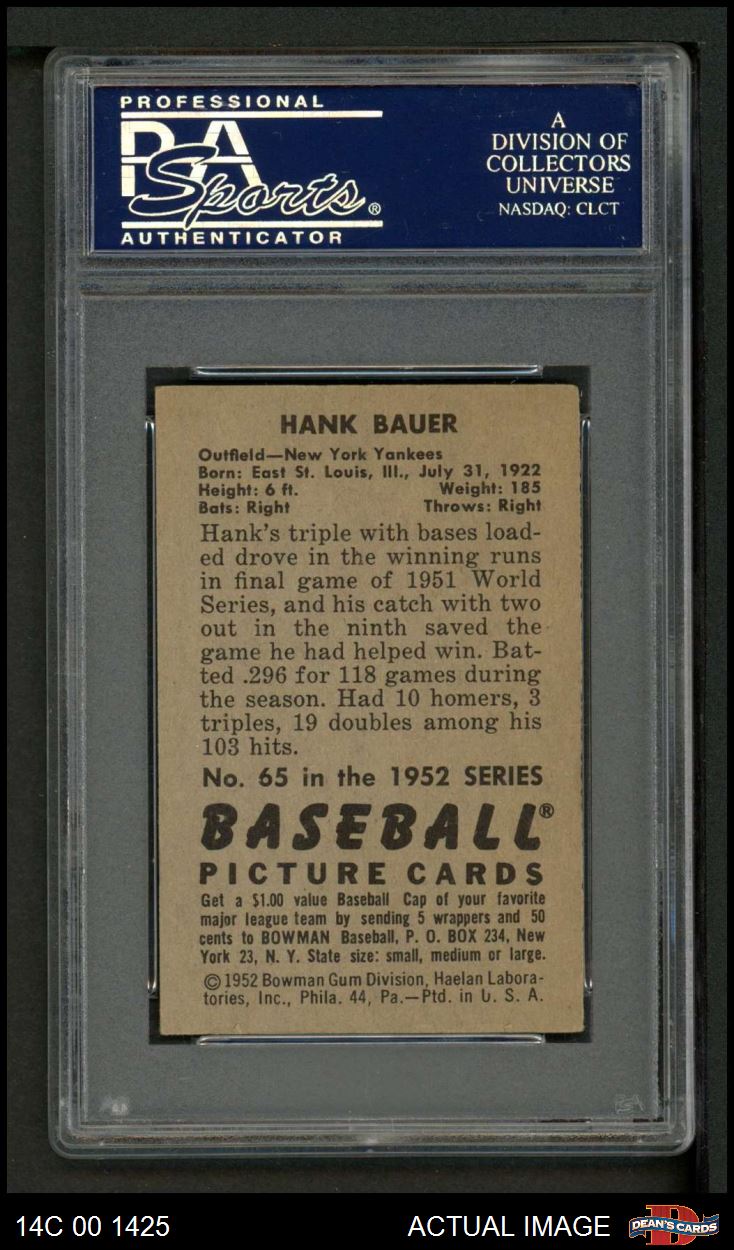 PROFESSIONAL
PSA
Sports®
AUTHENTICATOR
A
DIVISION OF
COLLECTORS
UNIVERSE
NASDAQ: CLCT
HANK BAUER
Outfield—New York Yankees
Born: East St. Louis, Ill., July 31, 1922
Height: 6 ft. Weight: 185
Bats: Right Throws: Right
Hank's triple with bases load-
ed drove in the winning runs
in final game of 1951 World
Series, and his catch with two
out in the ninth saved the
game he had helped win. Bat-
ted .296 for 118 games during
the season. Had 10 homers, 3
triples, 19 doubles among his
103 hits.
No. 65 in the 1952 SERIES
BASEBALL®
PICTURE CARDS
Get a $1.00 value Baseball Cap of your favorite
major league team by sending 5 wrappers and 50
cents to BOWMAN Baseball, P. O. BOX 234, New
York 23, N. Y. State size: small, medium or large.
©1952 Bowman Gum Division, Haelan Labora-
tories, Inc., Phila. 44, Pa.—Ptd. in U. S. A.
14C 00 1425
ACTUAL IMAGE
DEAN'S CARDS